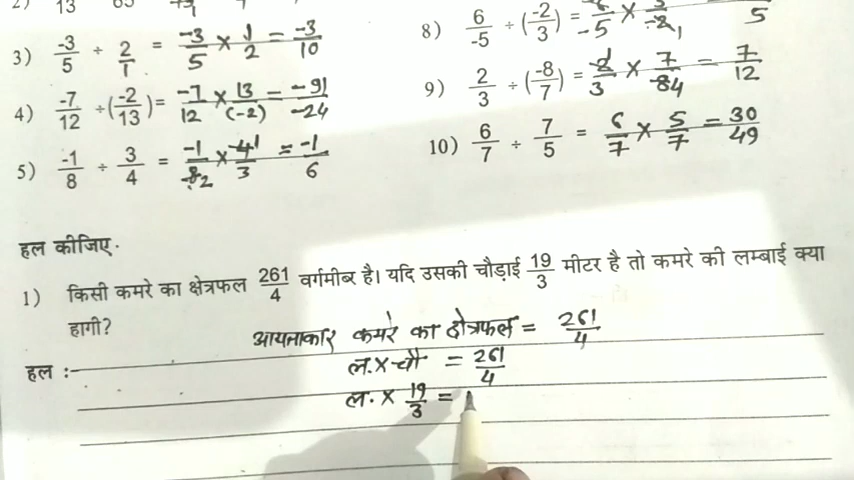 3) -3/5 ÷ 2/1 = -3/5 × 1/2 = -3/10
4) -7/12 ÷ (-2/13) = -7/12 × 13/(-2) = -91/-24
5) -1/8 ÷ 3/4 = -1/8 2 × 4 1/3 = -1/6
8) 6/-5 ÷ (-2/3) =
9) 2/3 ÷ (-8/7) = 2 1/3 × 7/-84 = 7/12
10) 6/7 ÷ 7/5 = 6/7 × 5/7 = 30/49
हल कीजिए.
1) किसी कमरे का क्षेत्रफल 261/4 वर्गमीटर है। यदि उसकी चौड़ाई 19/3 मीटर है तो कमरे की लम्बाई क्या
हागी?
आयताकार कमरे का क्षेत्रफल = 261/4
हल :-
ल. × चौ = 261/4
ल. × 19/3 =